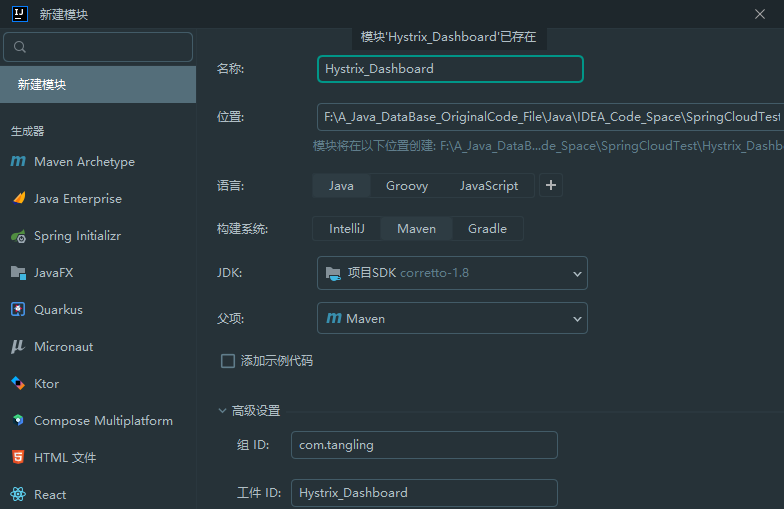 新建模块
模块'Hystrix_Dashboard'已存在
新建模块
生成器
Maven Archetype
Java Enterprise
Spring Initializr
JavaFX
Quarkus
Micronaut
Ktor
Compose Multiplatform
HTML 文件
React
名称:
Hystrix_Dashboard
位置:
F:\A_Java_DataBase_OriginalCode_File\Java\IDEA_Code_Space\SpringCloudTest
模块将在以下位置创建: F:\A_Java_DataB...de_Space\SpringCloudTest\Hystrix_Dashb
语言:
Java Groovy JavaScript +
构建系统:
IntelliJ Maven Gradle
JDK:
项目SDK corretto-1.8
父项:
m Maven
添加示例代码
高级设置
组 ID:
com.tangling
工件 ID:
Hystrix_Dashboard